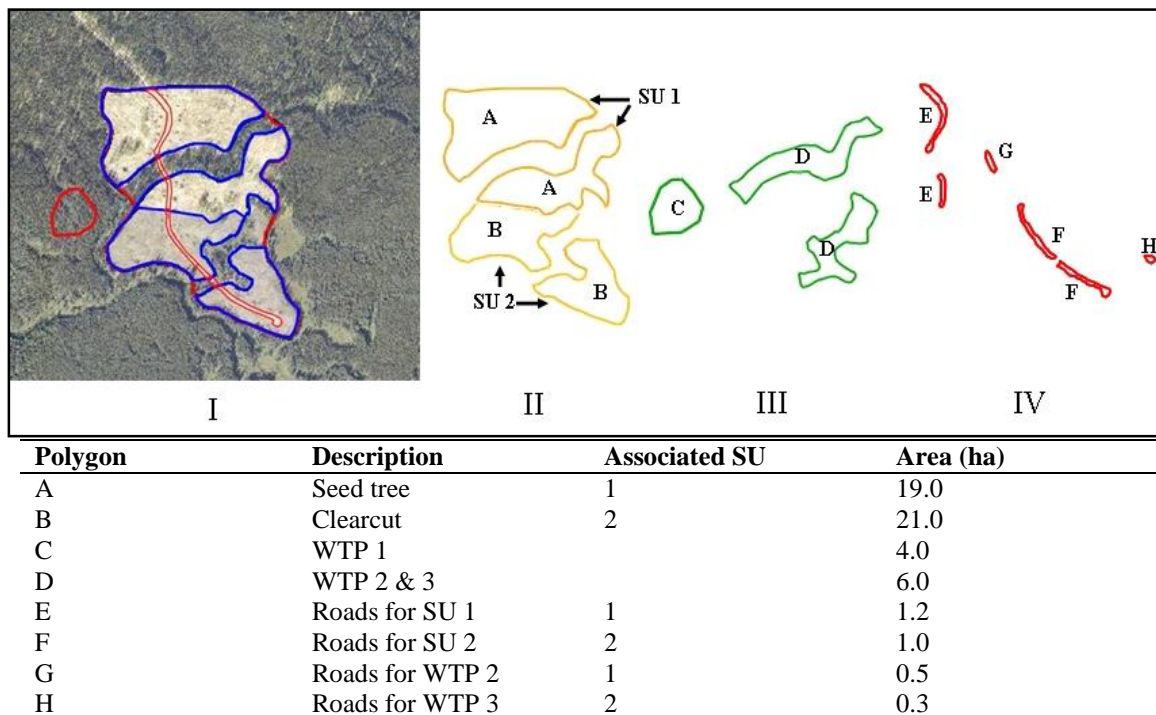 SU 1
A
A
B
SU 2
B
C
D
D
E
E
G
F
F
H
I II III IV
Polygon Description Associated SU Area (ha)
A Seed tree 1 19.0
B Clearcut 2 21.0
C WTP 1 4.0
D WTP 2 & 3 6.0
E Roads for SU 1 1 1.2
F Roads for SU 2 2 1.0
G Roads for WTP 2 1 0.5
H Roads for WTP 3 2 0.3